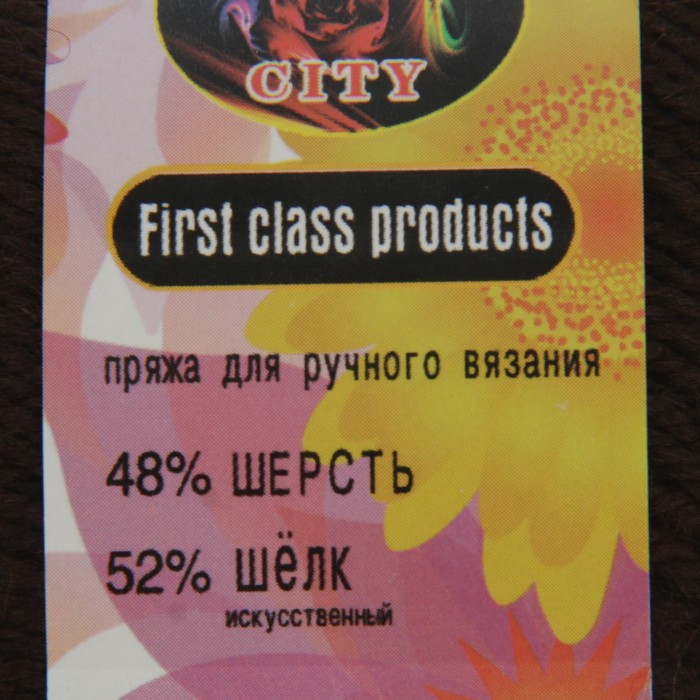 CITY
First class products
пряжа для ручного вязания
48% ШЕРСТЬ
52% ШЁЛК
искусственный